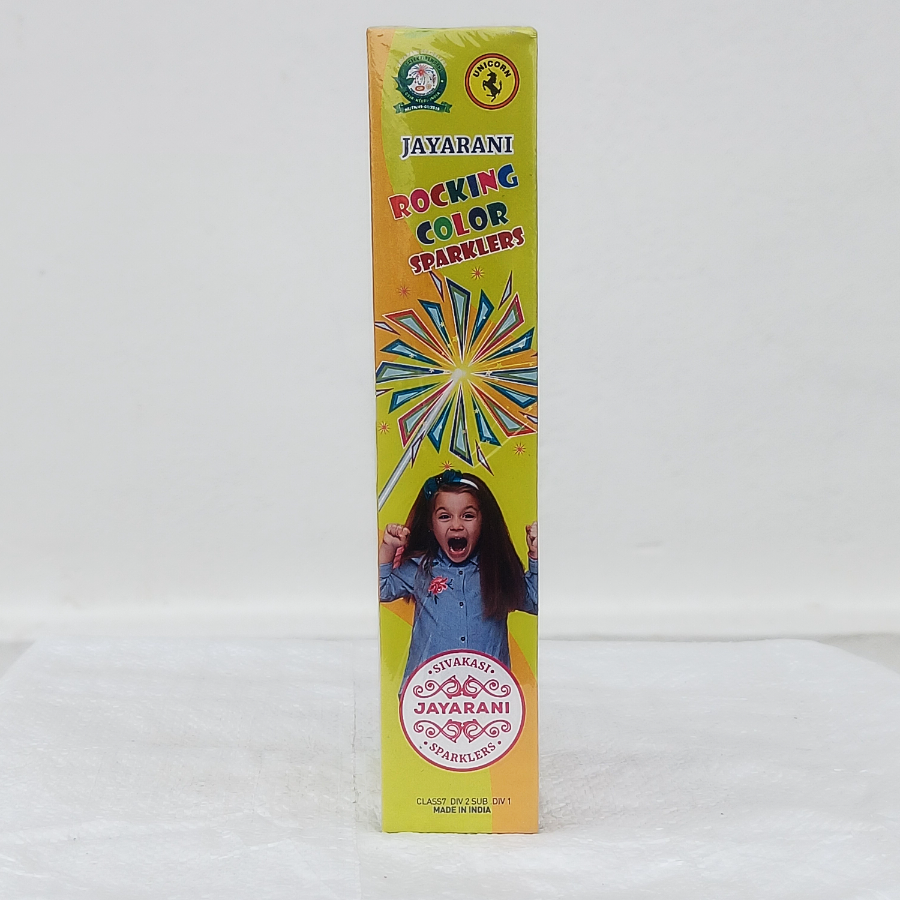 UNICORN
JAYARANI
ROCKING
COLOR
SPARKLERS
SIVAKASI
JAYARANI
SPARKLERS
CLASS7 DIV 2 SUB DIV 1
MADE IN INDIA